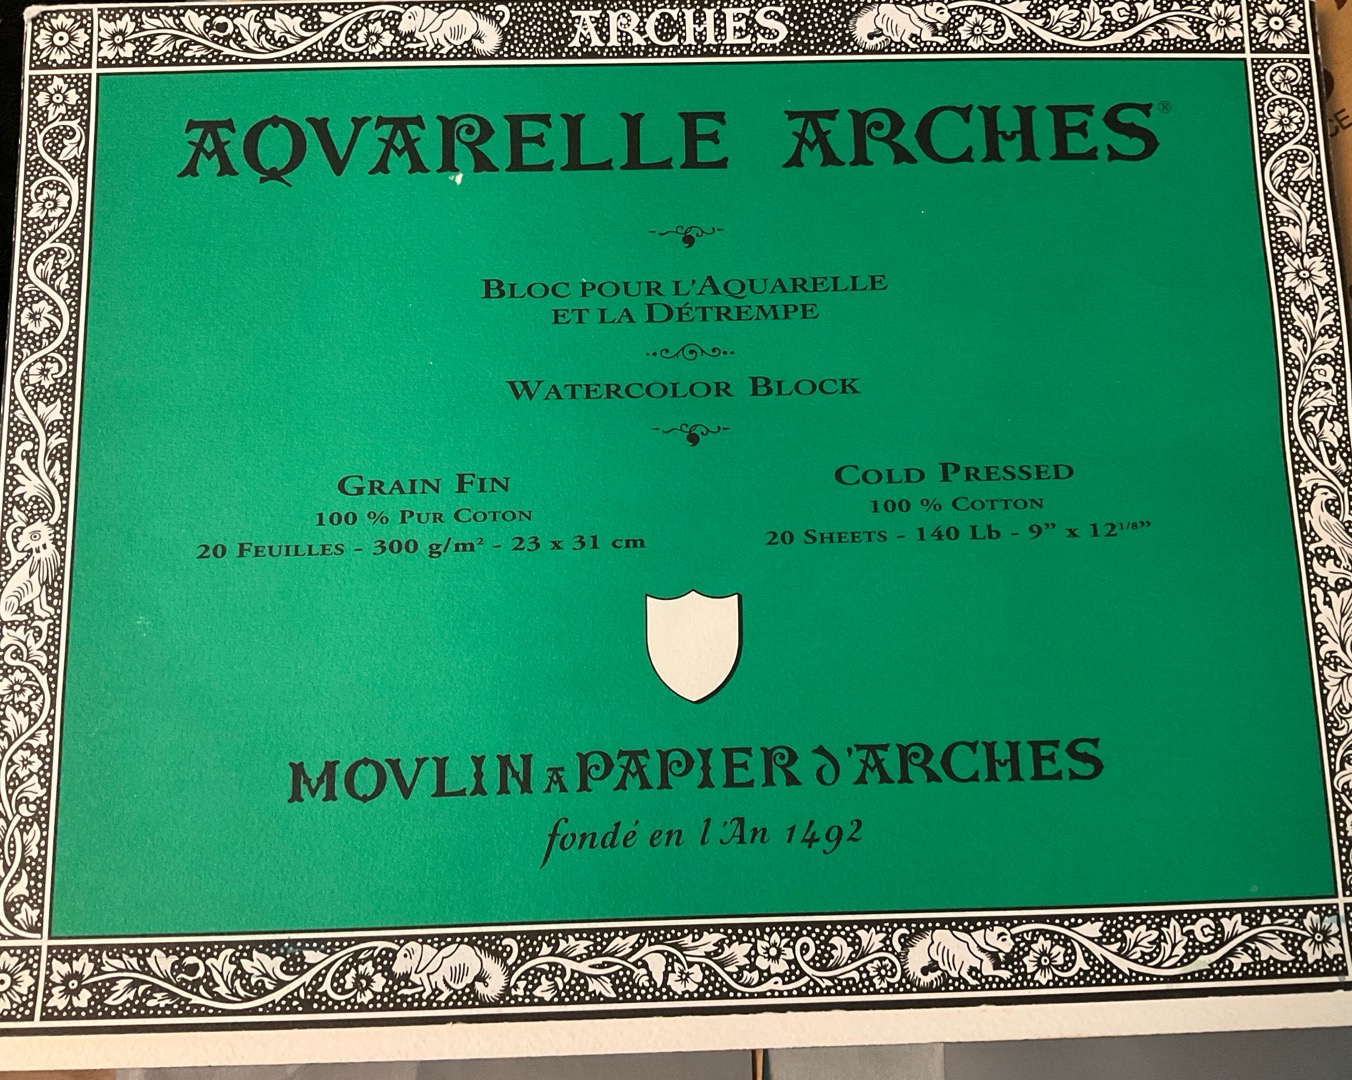 ARCHES
AQVARELLE ARCHES®
BLOC POUR L'AQUARELLE
ET LA DÉTREMPE
WATERCOLOR BLOCK
GRAIN FIN
100 % PUR COTON
20 FEUILLES - 300 g/m² - 23 x 31 cm
COLD PRESSED
100 % COTTON
20 SHEETS - 140 Lb - 9” x 12¹/⁸”
MOVLIN A PAPIER d'ARCHES
fondé en l'An 1492
CE